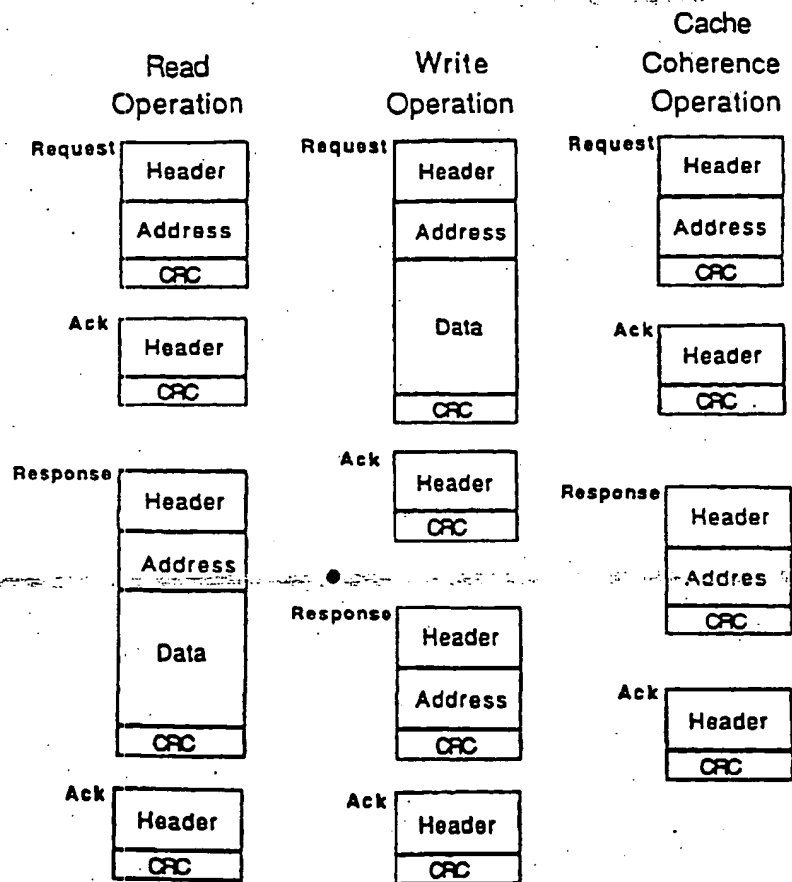 Read
Operation
Request
Header
Address
CRC
Ack
Header
CRC
Response
Header
Address
Data
CRC
Ack
Header
CRC
Write
Operation
Request
Header
Address
Data
CRC
Ack
Header
CRC
Response
Header
Address
CRC
Ack
Header
CRC
Cache
Coherence
Operation
Request
Header
Address
CRC
Ack
Header
CRC
Response
Header
Addres
CRC
Ack
Header
CRC